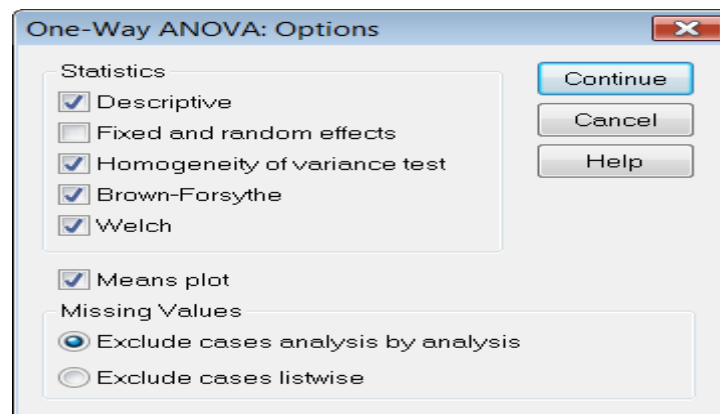 One-Way ANOVA: Options
Statistics
Descriptive
Fixed and random effects
Homogeneity of variance test
Brown-Forsythe
Welch
Means plot
Missing Values
Exclude cases analysis by analysis
Exclude cases listwise
Continue
Cancel
Help